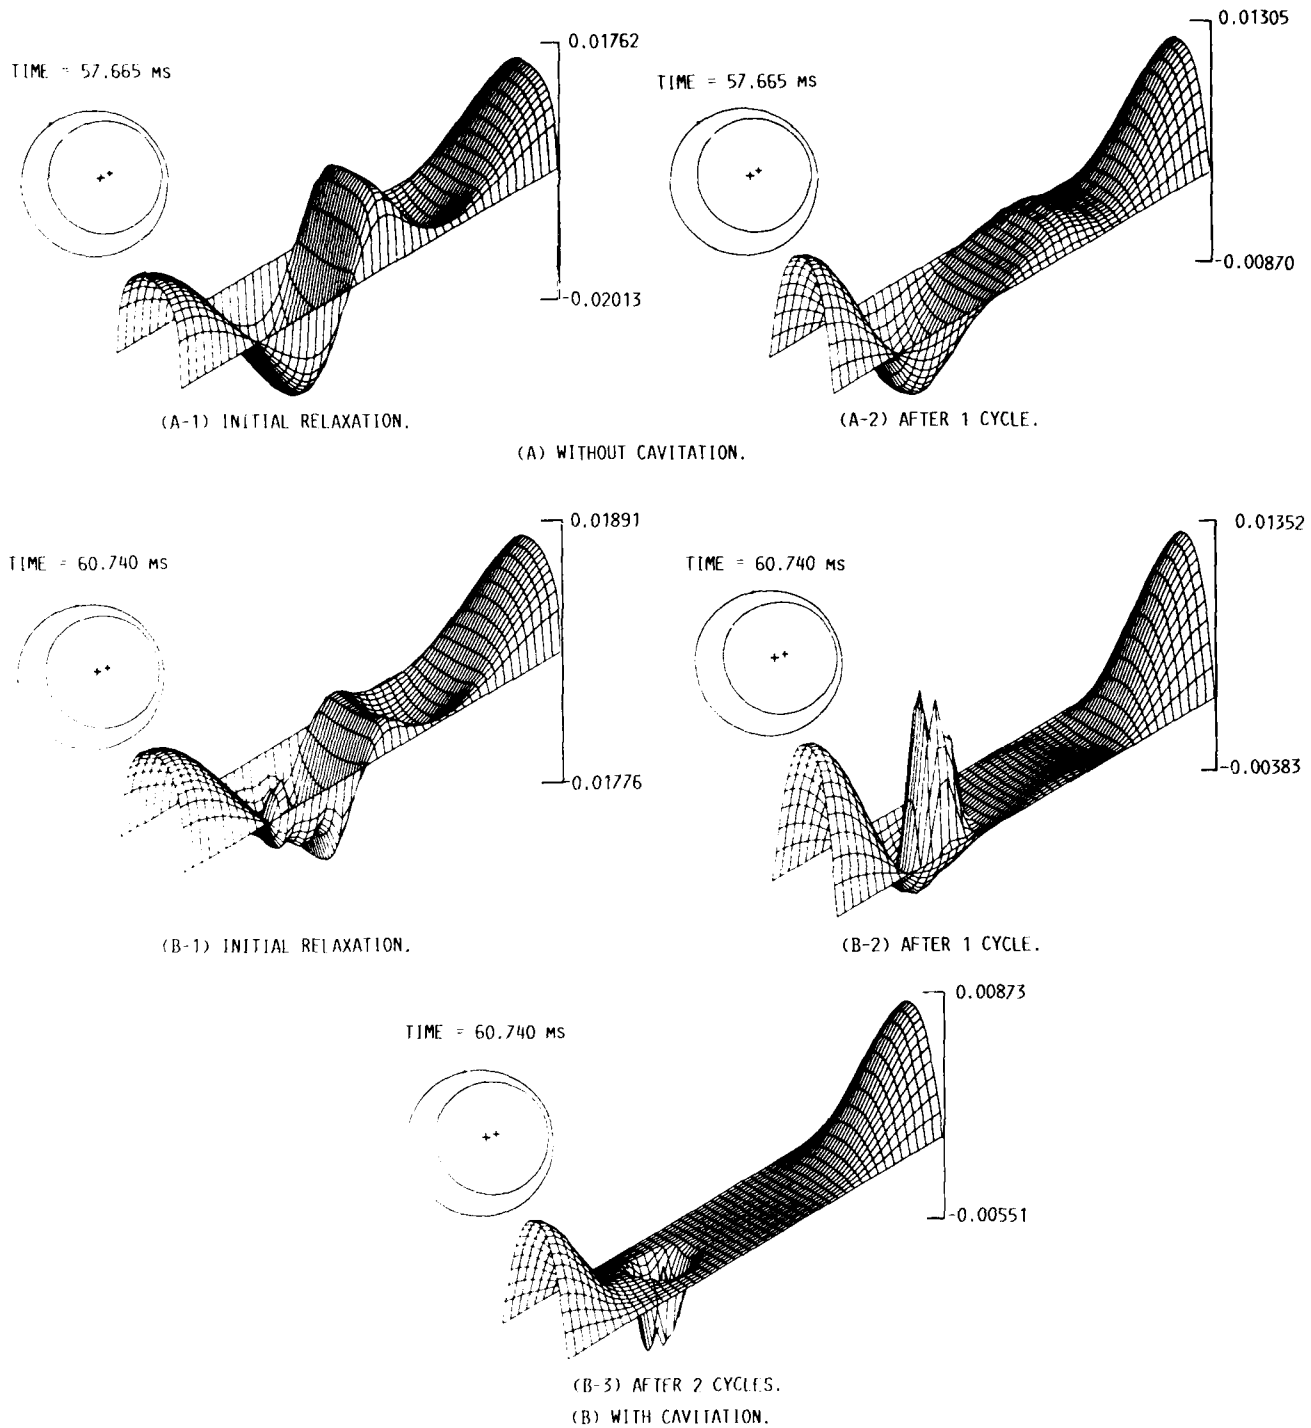 0.01762
TIME = 57.665 MS
-0.02013
(A-1) INITIAL RELAXATION.
0.01305
TIME = 57.665 MS
-0.00870
(A-2) AFTER 1 CYCLE.
(A) WITHOUT CAVITATION.
0.01891
TIME = 60.740 MS
-0.01776
(B-1) INITIAL RELAXATION.
0.01352
TIME = 60.740 MS
-0.00383
(B-2) AFTER 1 CYCLE.
0.00873
TIME = 60.740 MS
-0.00551
(B-3) AFTER 2 CYCLES.
(B) WITH CAVITATION.